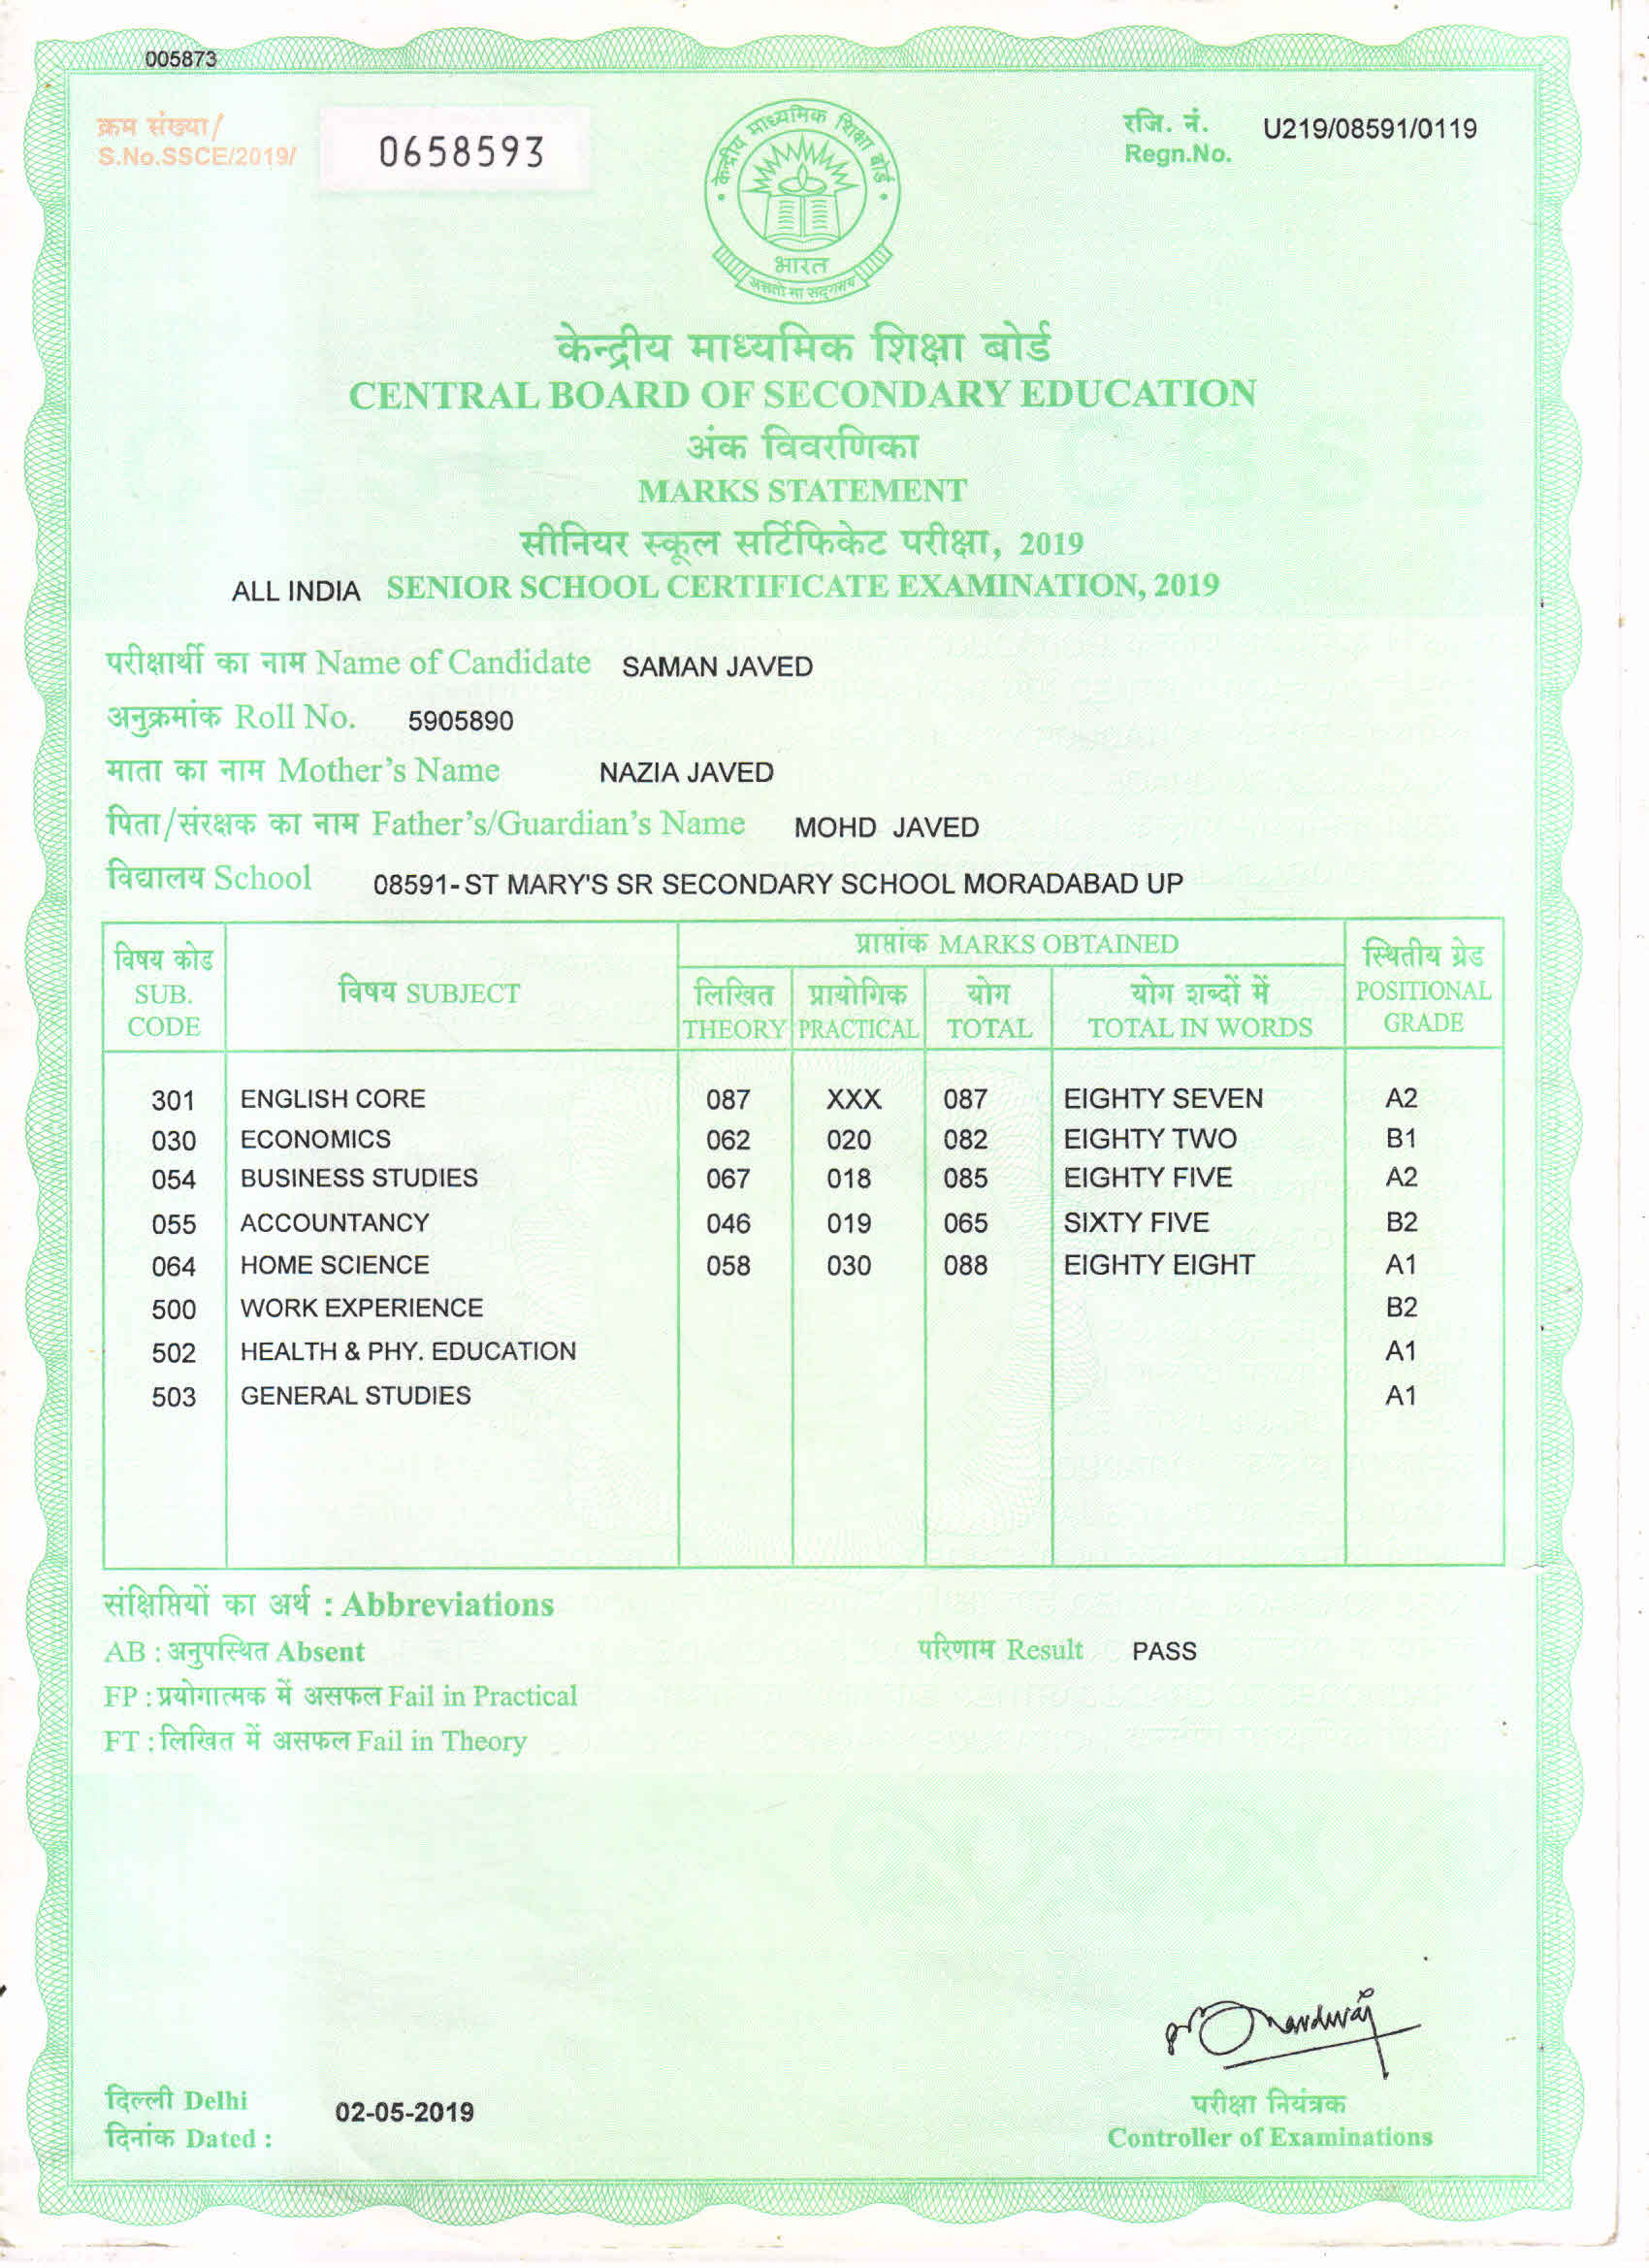 005873
क्रम संख्या/
S.No.SSCE/2019/ 0658593
रजि. नं. U219/08591/0119
Regn.No.
केन्द्रीय माध्यमिक शिक्षा बोर्ड
भारत
असतो मा सद्गमय
केन्द्रीय माध्यमिक शिक्षा बोर्ड
CENTRAL BOARD OF SECONDARY EDUCATION
अंक विवरणिका
MARKS STATEMENT
सीनियर स्कूल सर्टिफिकेट परीक्षा, 2019
ALL INDIA SENIOR SCHOOL CERTIFICATE EXAMINATION, 2019
परीक्षार्थी का नाम Name of Candidate SAMAN JAVED
अनुक्रमांक Roll No. 5905890
माता का नाम Mother's Name NAZIA JAVED
पिता/संरक्षक का नाम Father's/Guardian's Name MOHD JAVED
विद्यालय School 08591-ST MARY'S SR SECONDARY SCHOOL MORADABAD UP
विषय कोड SUB. CODE
विषय SUBJECT
प्राप्तांक MARKS OBTAINED
लिखित THEORY
प्रायोगिक PRACTICAL
योग TOTAL
योग शब्दों में TOTAL IN WORDS
स्थितीय ग्रेड POSITIONAL GRADE
301 ENGLISH CORE 087 XXX 087 EIGHTY SEVEN A2
030 ECONOMICS 062 020 082 EIGHTY TWO B1
054 BUSINESS STUDIES 067 018 085 EIGHTY FIVE A2
055 ACCOUNTANCY 046 019 065 SIXTY FIVE B2
064 HOME SCIENCE 058 030 088 EIGHTY EIGHT A1
500 WORK EXPERIENCE B2
502 HEALTH & PHY. EDUCATION A1
503 GENERAL STUDIES A1
संक्षिप्तियों का अर्थ : Abbreviations
AB : अनुपस्थित Absent
परिणाम Result PASS
FP : प्रयोगात्मक में असफल Fail in Practical
FT : लिखित में असफल Fail in Theory
दिल्ली Delhi
दिनांक Dated : 02-05-2019
परीक्षा नियंत्रक
Controller of Examinations